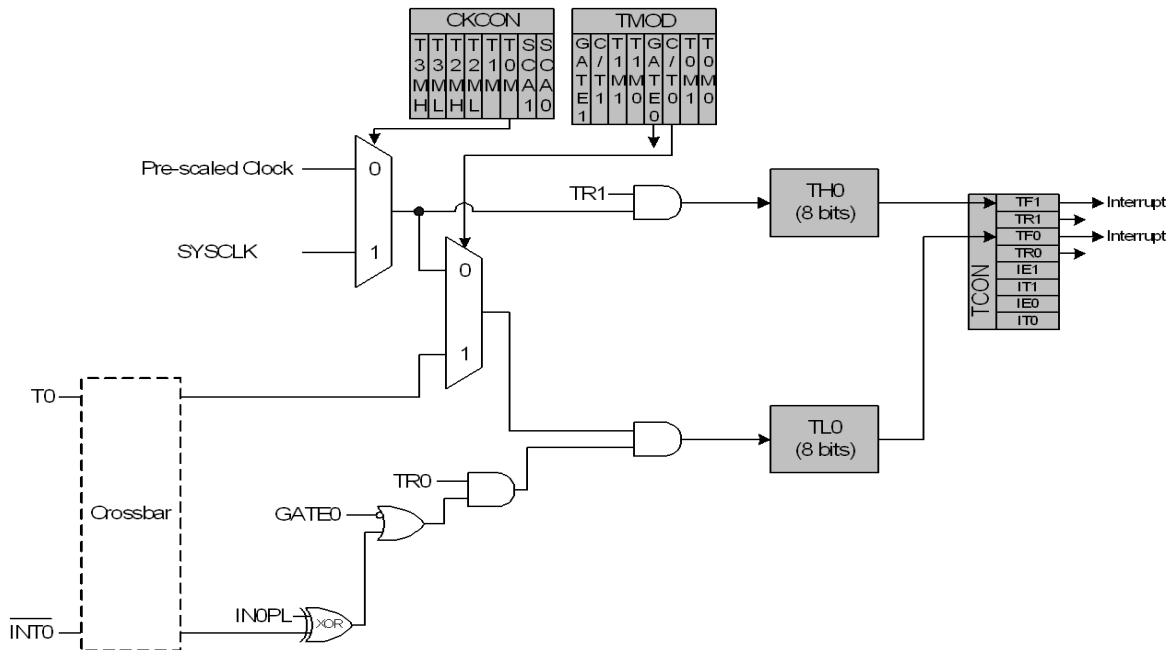 CKCON
T3MH
T3ML
T2MH
T2ML
T1M
T0M
SCA1
SCA0
TMOD
GATE1
C/T1
T1M1
T1M0
GATE0
C/T0
T0M1
T0M0
Pre-scaled Clock
0
SYSCLK
1
TR1
TH0
(8 bits)
TCON
TF1
TR1
TF0
TR0
IE1
IT1
IE0
IT0
Interrupt
Interrupt
0
1
T0
Crossbar
TL0
(8 bits)
TR0
GATE0
IN0PL
XOR
INT0